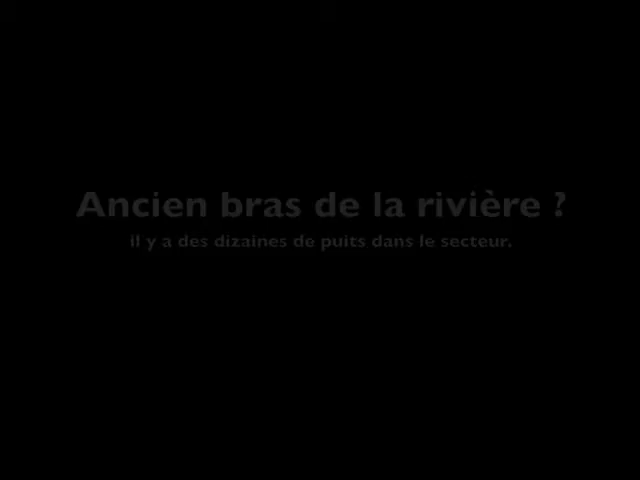 Ancien bras de la rivière ?
il y a des dizaines de puits dans le secteur.